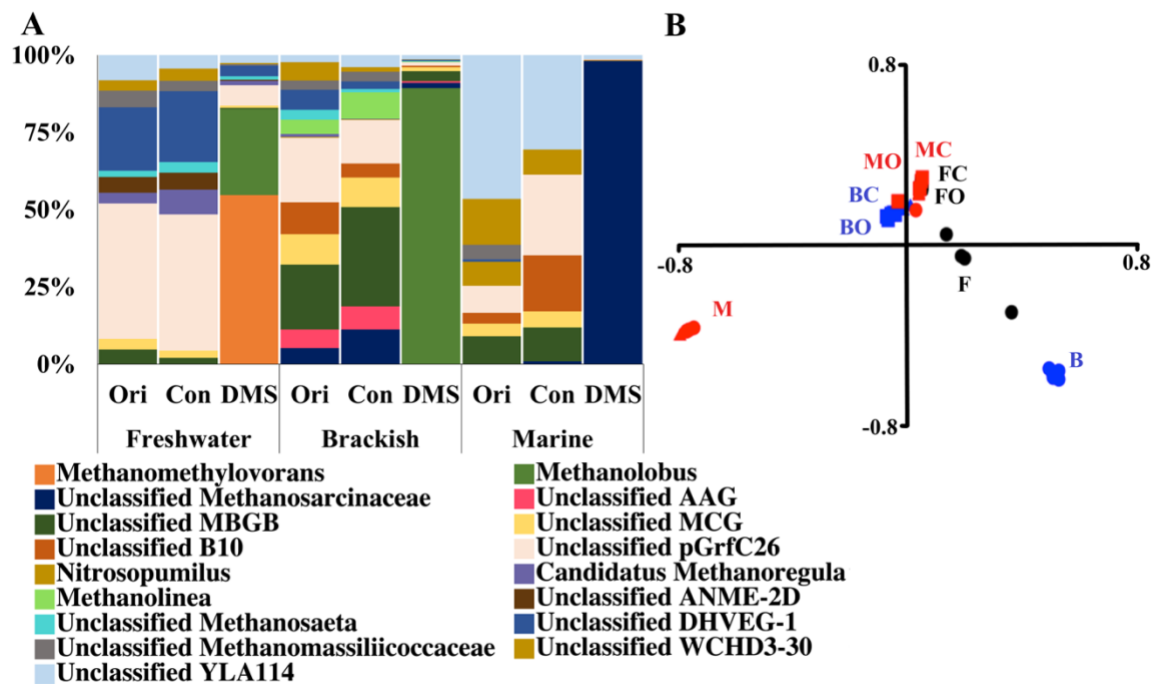 A
B
100%
75%
50%
25%
0%
Ori Con DMS Ori Con DMS Ori Con DMS
Freshwater Brackish Marine
0.8
MO MC
FC
BC FO
BO
-0.8 0.8
F
M
B
-0.8
Methanomethylovorans Methanolobus
Unclassified Methanosarcinaceae Unclassified AAG
Unclassified MBGB Unclassified MCG
Unclassified B10 Unclassified pGrfC26
Nitrosopumilus Candidatus Methanoregula
Methanolinea Unclassified ANME-2D
Unclassified Methanosaeta Unclassified DHVEG-1
Unclassified Methanomassiliicoccaceae Unclassified WCHD3-30
Unclassified YLA114